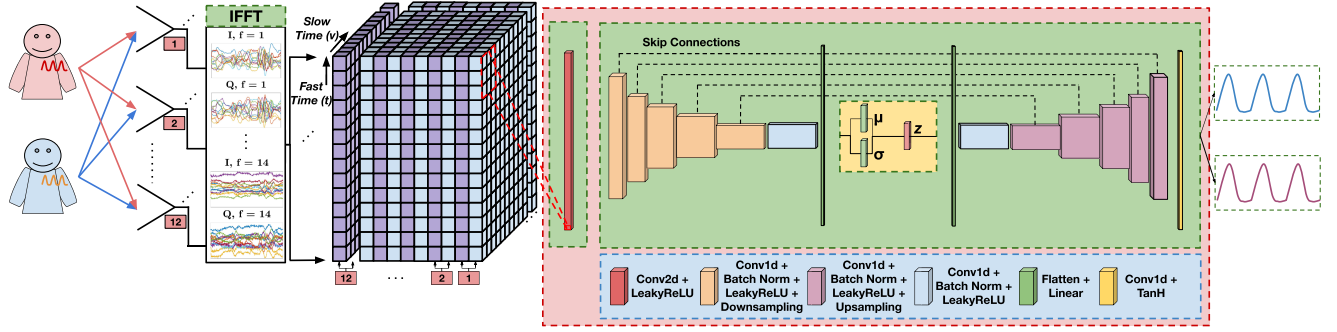 IFFT
I, f = 1
Q, f = 1
I, f = 14
Q, f = 14
1
2
12
Slow
Time (v)
Fast
Time (t)
12
...
2
1
Skip Connections
μ
σ
z
Conv2d +
LeakyReLU
Conv1d +
Batch Norm +
LeakyReLU +
Downsampling
Conv1d +
Batch Norm +
LeakyReLU +
Upsampling
Conv1d +
Batch Norm +
LeakyReLU
Flatten +
Linear
Conv1d +
TanH